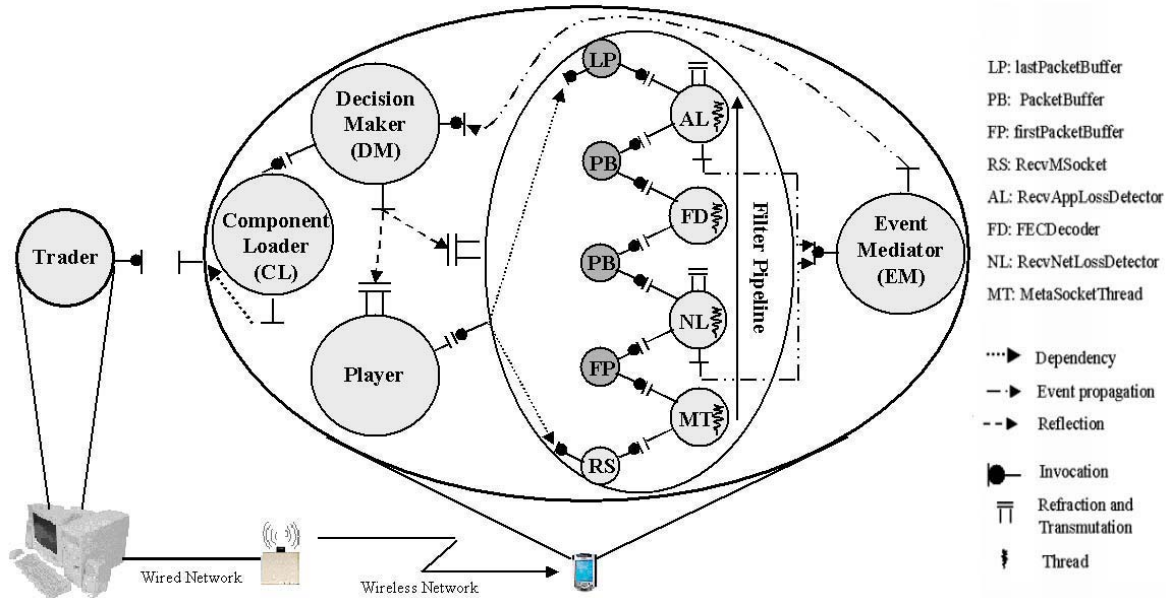 Trader
Component
Loader
(CL)
Decision
Maker
(DM)
Player
LP
AL
PB
FD
PB
NL
FP
MT
RS
Filter Pipeline
Event
Mediator
(EM)
Wired Network
Wireless Network
LP: lastPacketBuffer
PB: PacketBuffer
FP: firstPacketBuffer
RS: RecvMSocket
AL: RecvAppLossDetector
FD: FECDecoder
NL: RecvNetLossDetector
MT: MetaSocketThread
Dependency
Event propagation
Reflection
Invocation
Refraction and
Transmutation
Thread